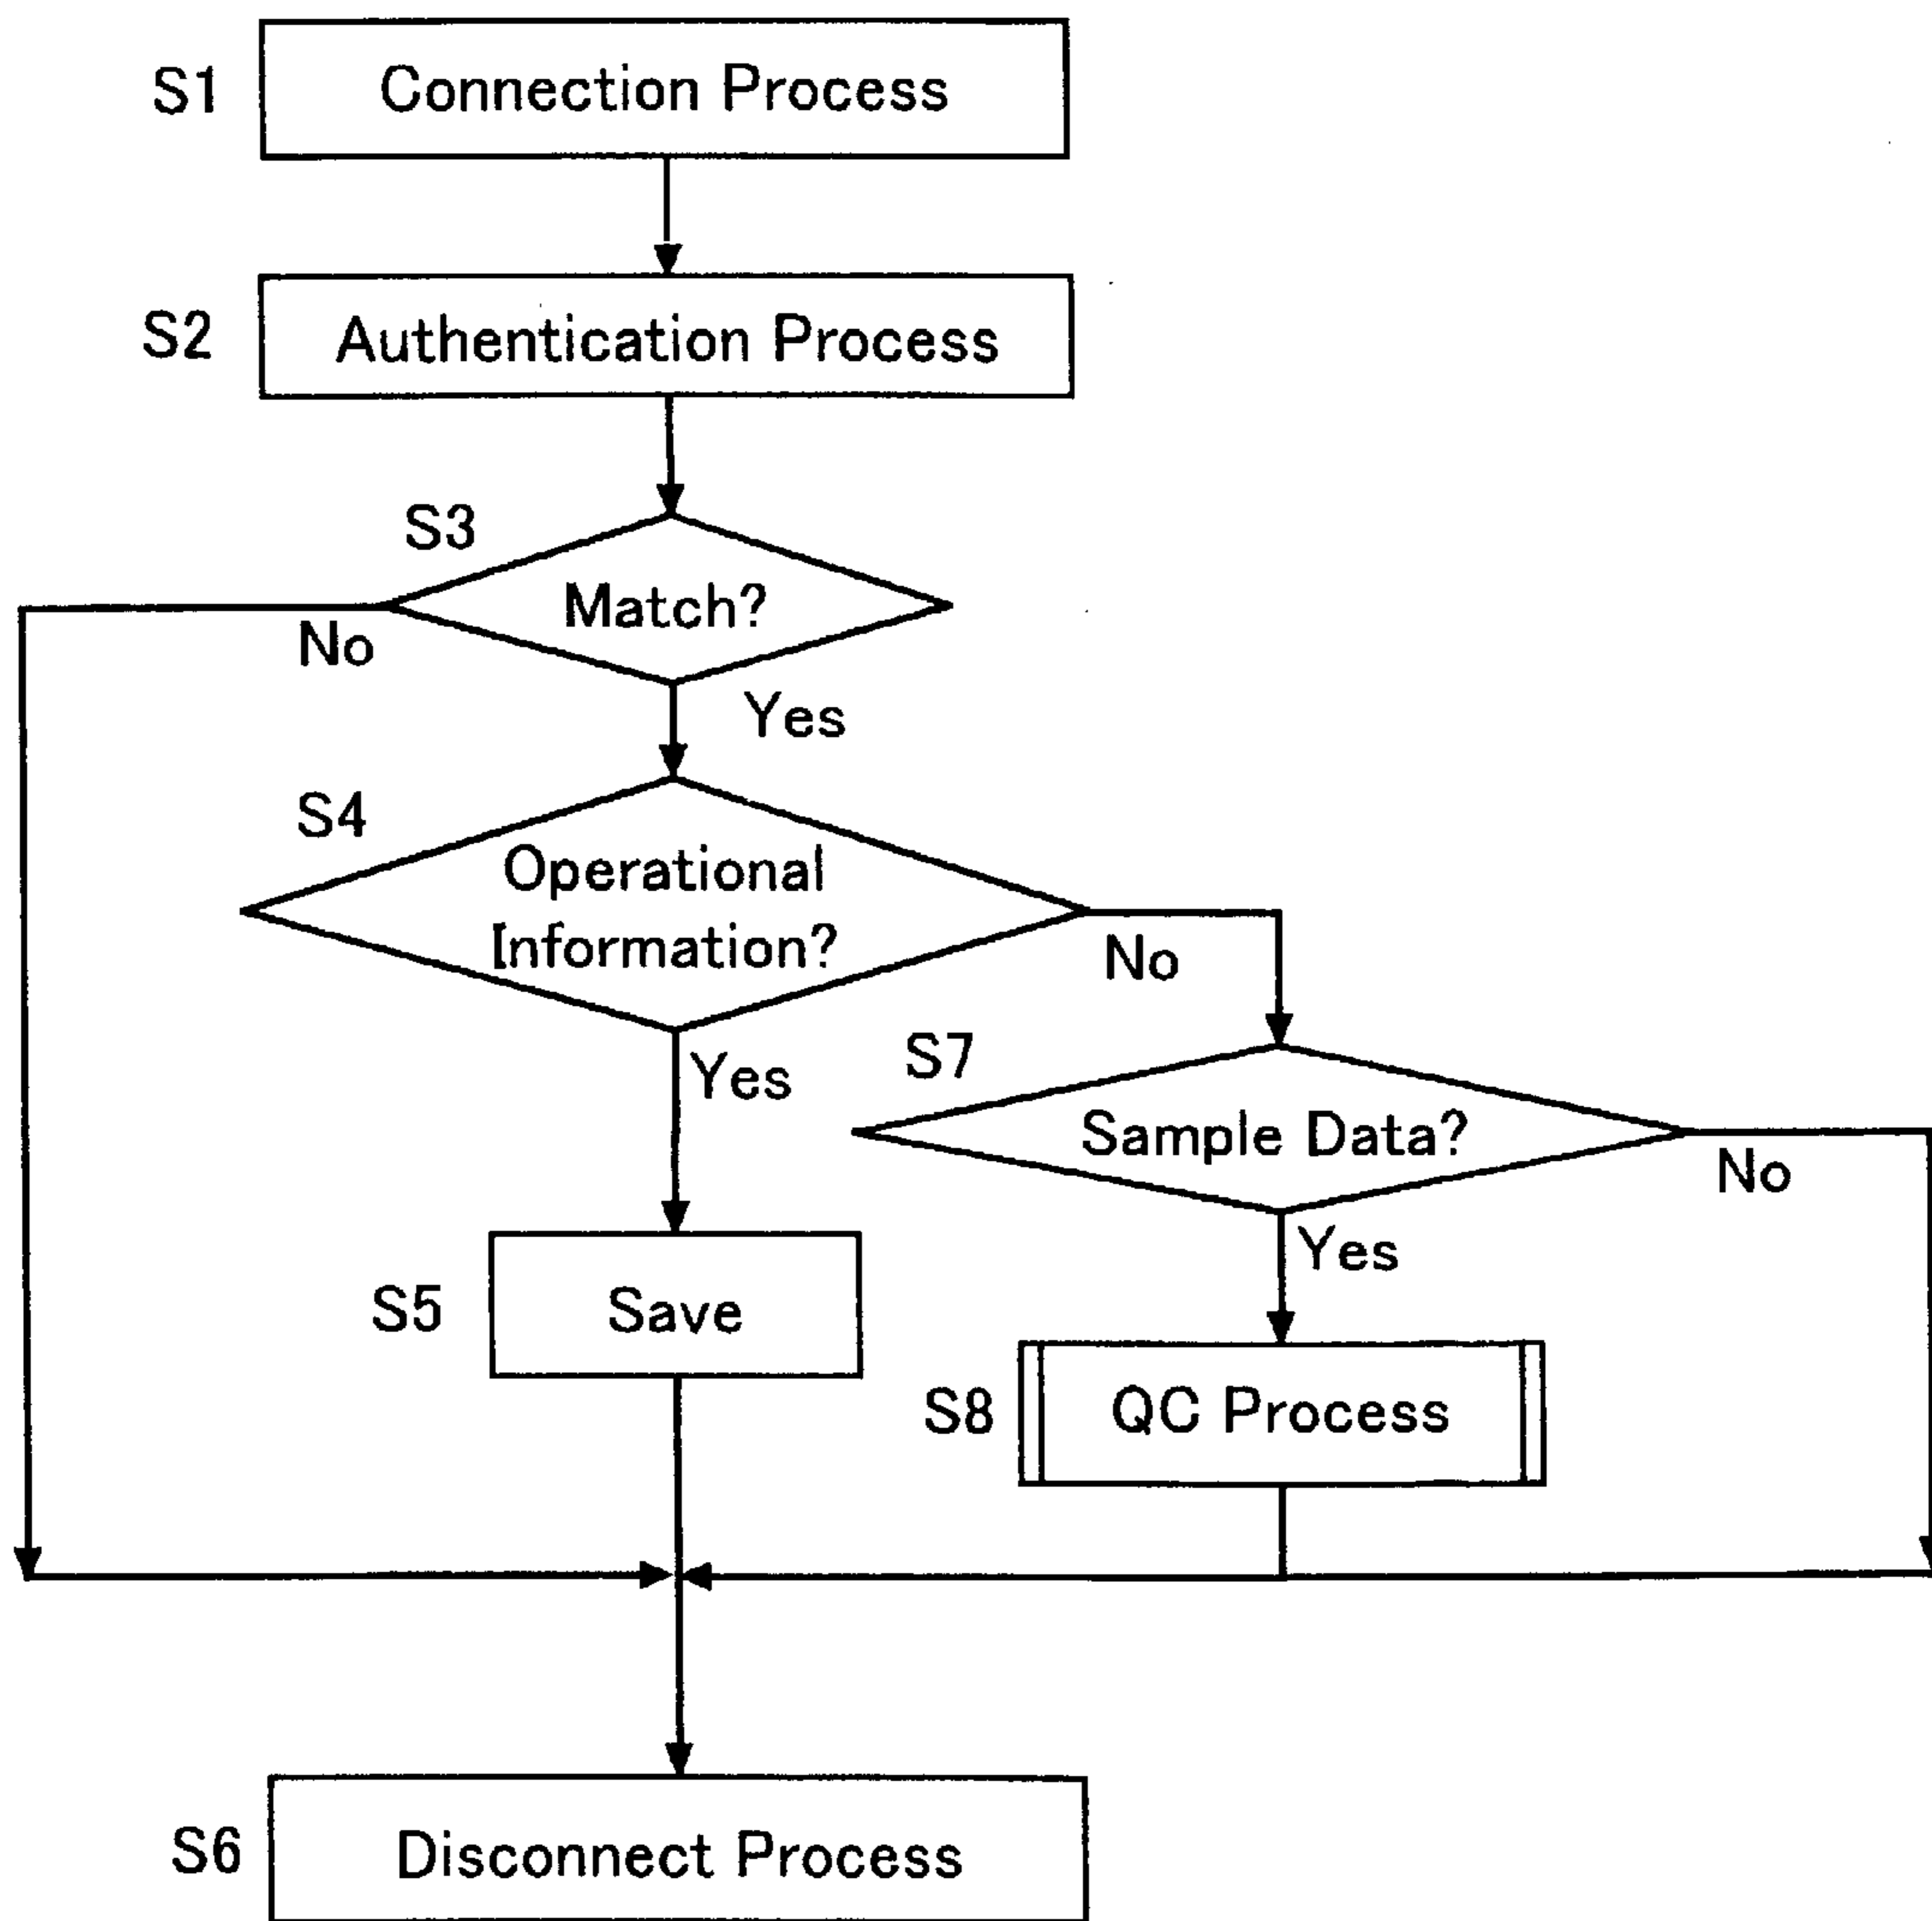 S1
Connection Process
S2
Authentication Process
S3
Match?
No
Yes
S4
Operational
Information?
No
Yes
S7
Sample Data?
No
Yes
S5
Save
S8
QC Process
S6
Disconnect Process